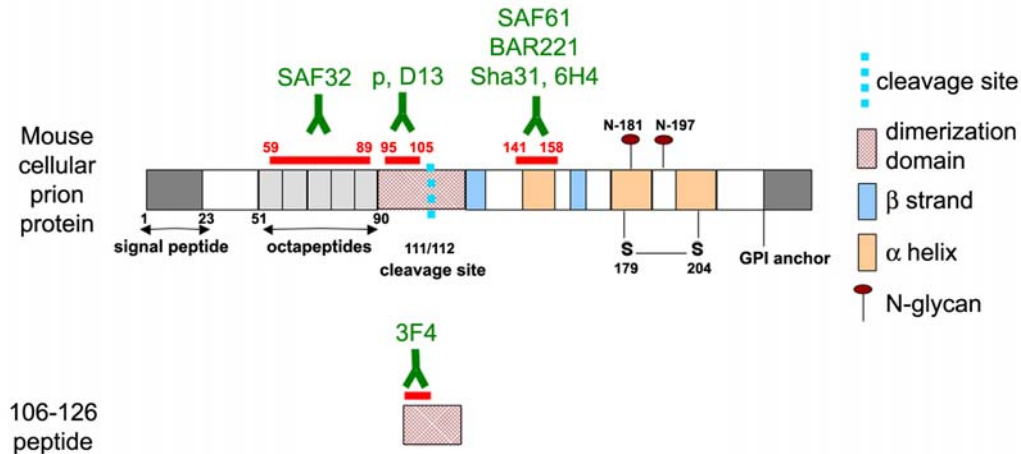 SAF61
BAR221
Sha31, 6H4
SAF32
p, D13
cleavage site
Mouse
cellular
prion
protein
59
89
95
105
141
158
N-181
N-197
dimerization
domain
β strand
1
23
51
90
signal peptide
octapeptides
111/112
cleavage site
S
S
179
204
GPI anchor
α helix
N-glycan
3F4
106-126
peptide